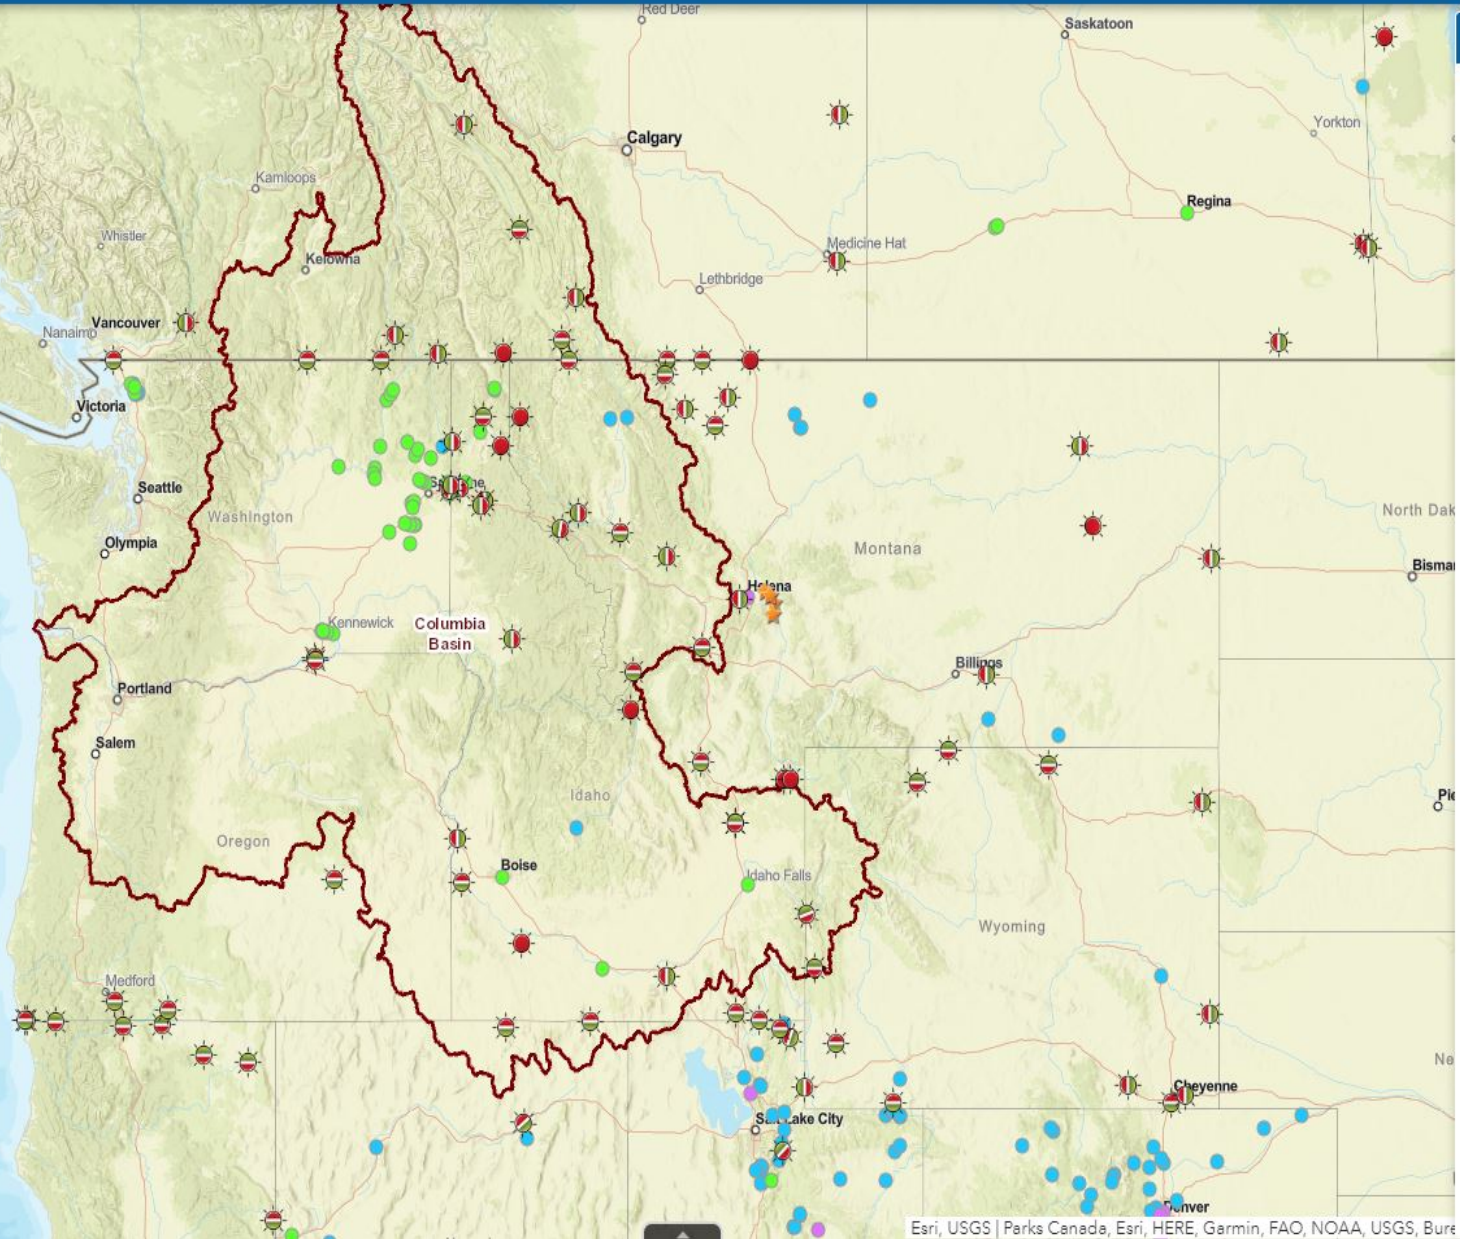 Red Deer
Saskatoon
Yorkton
Calgary
Kamloops
Regina
Whistler
Medicine Hat
Kelowna
Lethbridge
Vancouver
Nanaimo
Victoria
Seattle
Washington
North Dak
Olympia
Montana
Bismar
Helena
Kennewick
Columbia
Basin
Billings
Portland
Salem
Idaho
Pie
Oregon
Boise
Idaho Falls
Wyoming
Medford
Ne
Cheyenne
Salt Lake City
Denver
Esri, USGS | Parks Canada, Esri, HERE, Garmin, FAO, NOAA, USGS, Bure